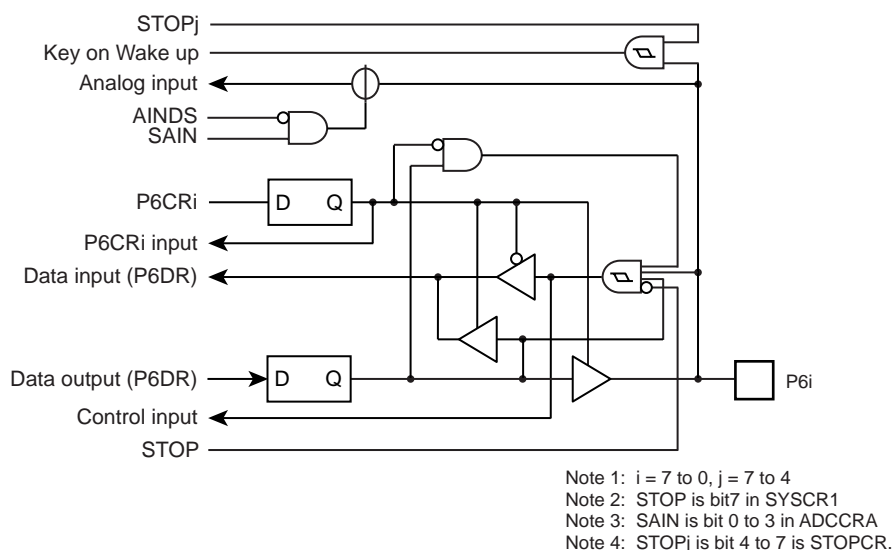 STOPj
Key on Wake up
Analog input
AINDS
SAIN
P6CRi
D Q
P6CRi input
Data input (P6DR)
Data output (P6DR)
D Q
P6i
Control input
STOP
Note 1: i = 7 to 0, j = 7 to 4
Note 2: STOP is bit7 in SYSCR1
Note 3: SAIN is bit 0 to 3 in ADCCRA
Note 4: STOPj is bit 4 to 7 is STOPCR.